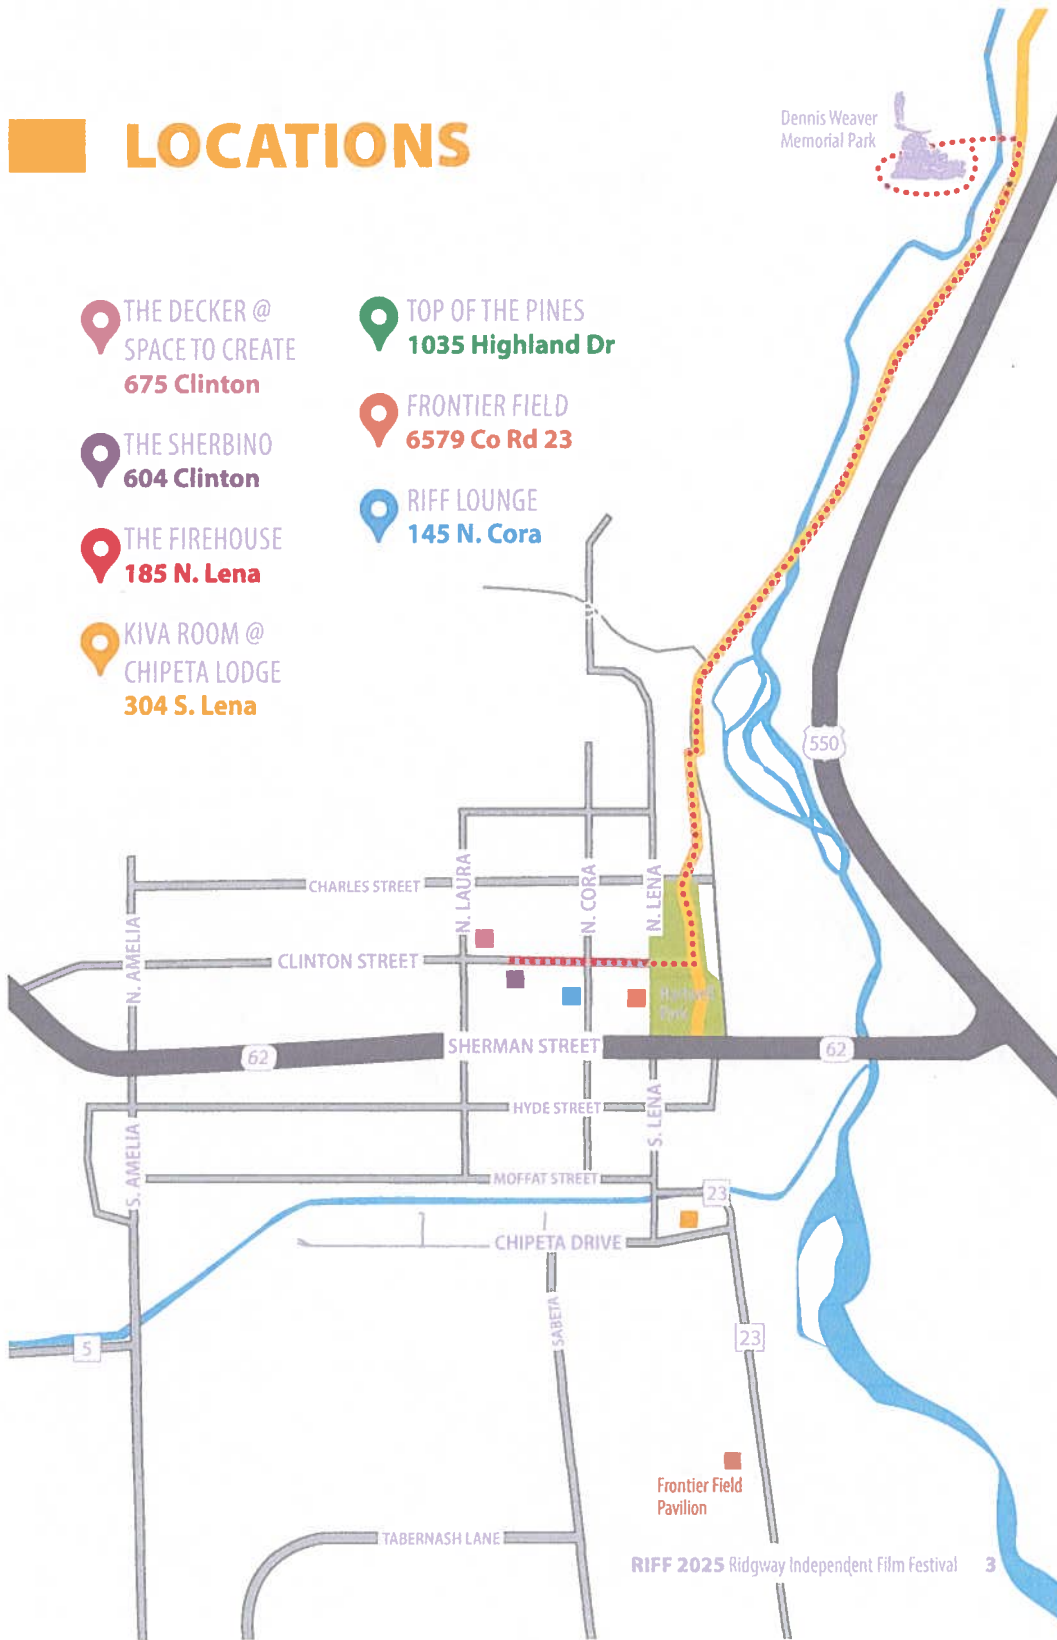 LOCATIONS
Dennis Weaver
Memorial Park
THE DECKER @
SPACE TO CREATE
675 Clinton
THE SHERBINO
604 Clinton
THE FIREHOUSE
185 N. Lena
KIVA ROOM @
CHIPETA LODGE
304 S. Lena
TOP OF THE PINES
1035 Highland Dr
FRONTIER FIELD
6579 Co Rd 23
RIFF LOUNGE
145 N. Cora
550
CHARLES STREET
N. LAURA
N. CORA
N. LENA
N. AMELIA
CLINTON STREET
Park
62
SHERMAN STREET
62
HYDE STREET
S. LENA
S. AMELIA
MOFFAT STREET
23
CHIPETA DRIVE
SABETA
5
23
Frontier Field
Pavilion
TABERNASH LANE
RIFF 2025 Ridgway Independent Film Festival 3